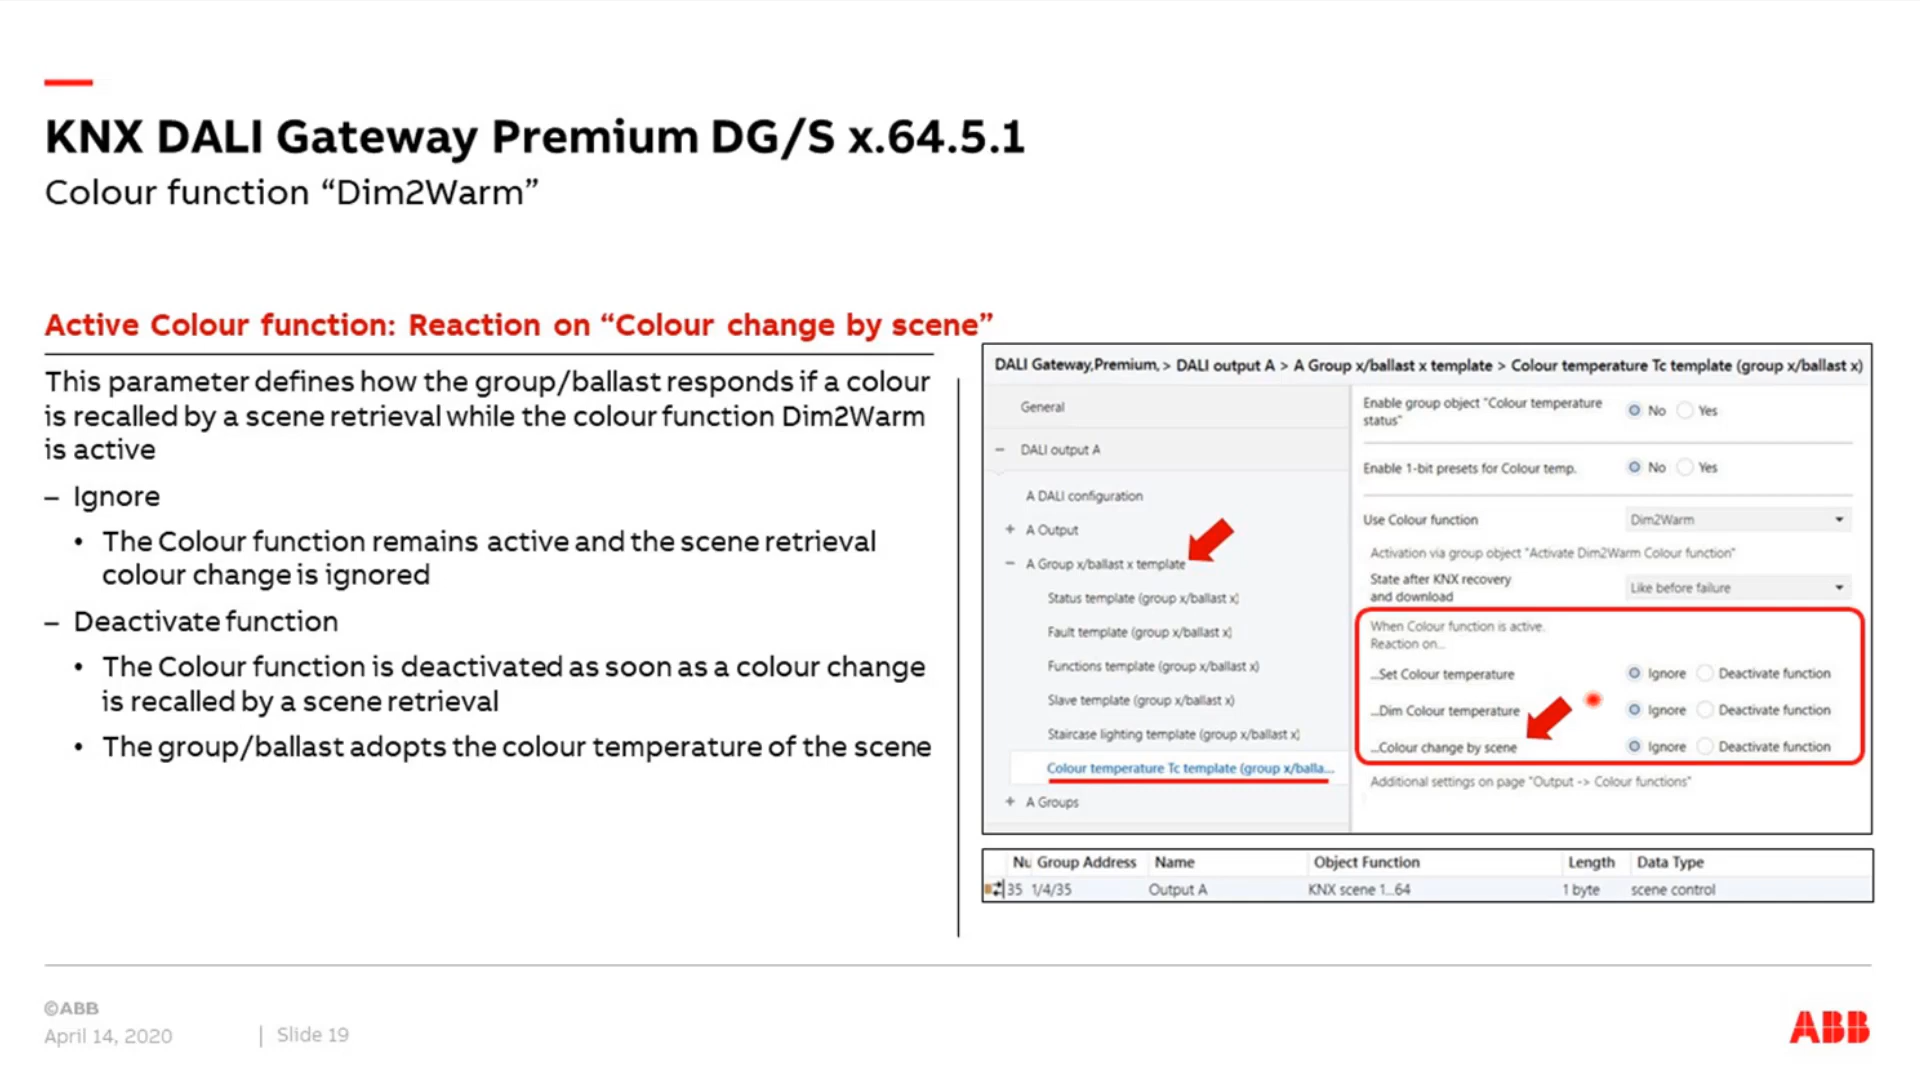 KNX DALI Gateway Premium DG/S x.64.5.1
Colour function “Dim2Warm”
Active Colour function: Reaction on “Colour change by scene”
This parameter defines how the group/ballast responds if a colour
is recalled by a scene retrieval while the colour function Dim2Warm
is active
– Ignore
• The Colour function remains active and the scene retrieval
colour change is ignored
– Deactivate function
• The Colour function is deactivated as soon as a colour change
is recalled by a scene retrieval
• The group/ballast adopts the colour temperature of the scene
DALI Gateway,Premium, > DALI output A > A Group x/ballast x template > Colour temperature Tc template (group x/ballast x)
General
– DALI output A
A DALI configuration
+ A Output
– A Group x/ballast x template
Status template (group x/ballast x)
Fault template (group x/ballast x)
Functions template (group x/ballast x)
Slave template (group x/ballast x)
Staircase lighting template (group x/ballast x)
Colour temperature Tc template (group x/balla...
+ A Groups
Enable group object "Colour temperature
status"
No Yes
Enable 1-bit presets for Colour temp.
No Yes
Use Colour function
Dim2Warm
Activation via group object "Activate Dim2Warm Colour function"
State after KNX recovery
and download
Like before failure
When Colour function is active.
Reaction on...
...Set Colour temperature
Ignore Deactivate function
...Dim Colour temperature
Ignore Deactivate function
...Colour change by scene
Ignore Deactivate function
Additional settings on page "Output -> Colour functions"
Nu Group Address Name Object Function Length Data Type
35 1/4/35 Output A KNX scene 1...64 1 byte scene control
©ABB
April 14, 2020 | Slide 19
ABB